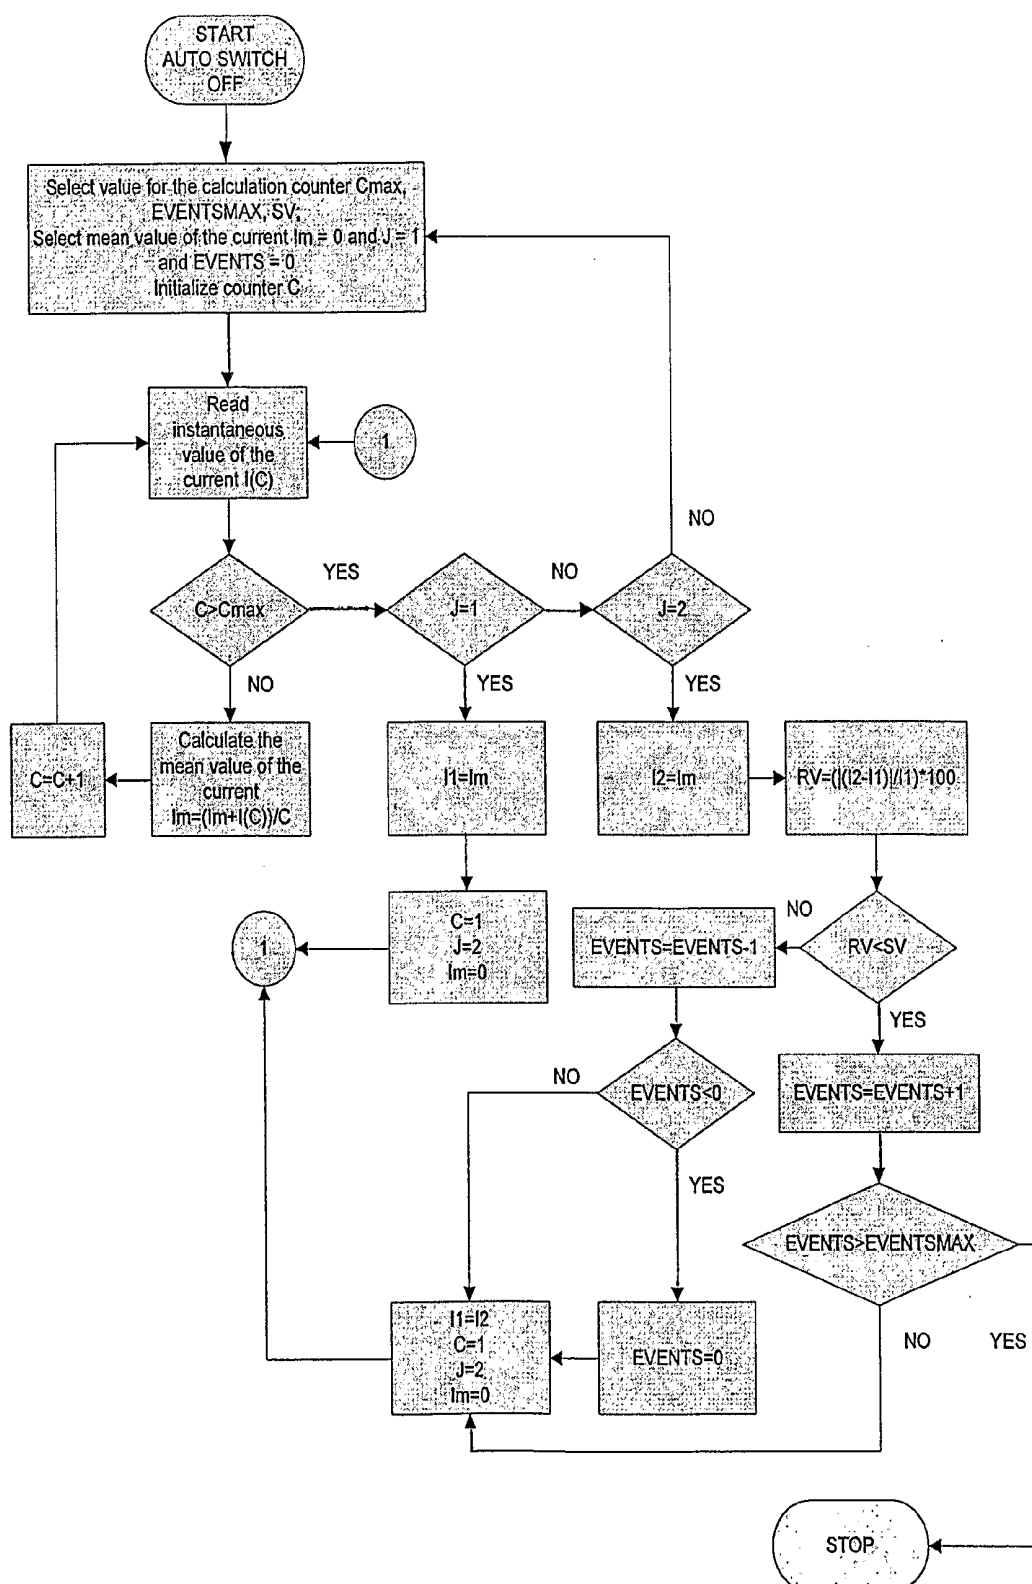 START
AUTO SWITCH
OFF
Select value for the calculation counter Cmax,
EVENTSMAX, SV,
Select mean value of the current Im = 0 and J = 1
and EVENTS = 0
Initialize counter C
Read
instantaneous
value of the
current I(C)
1
NO
YES
NO
C>Cmax
J=1
J=2
NO
YES
YES
C=C+1
Calculate the
mean value of the
current
Im=(Im+I(C))/C
I1=Im
I2=Im
RV=(|(I2-I1)|/I1)*100
C=1
J=2
Im=0
1
NO
EVENTS=EVENTS-1
RV<SV
YES
NO
EVENTS<0
EVENTS=EVENTS+1
YES
EVENTS>EVENTSMAX
I1=I2
C=1
J=2
Im=0
EVENTS=0
NO
YES
STOP